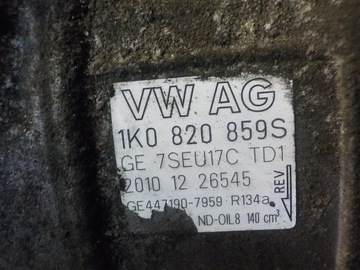 VW AG
1K0 820 859S
GE 7SEU17C TD1
2010 12 26545
GE447190-7959 R134a
ND-OIL8 140 cm³
REV